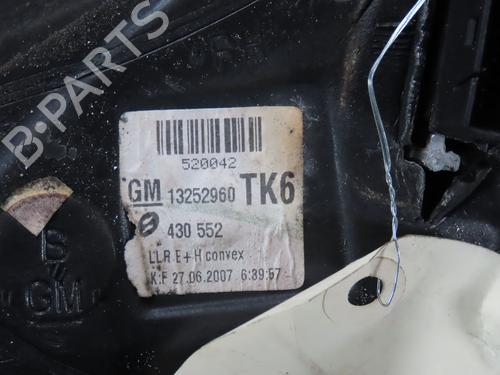 B-PARTS
520042
GM 13252960 TK6
430 552
LLR E+H convex
K:F 27.06.2007 6:39:57
B
GM